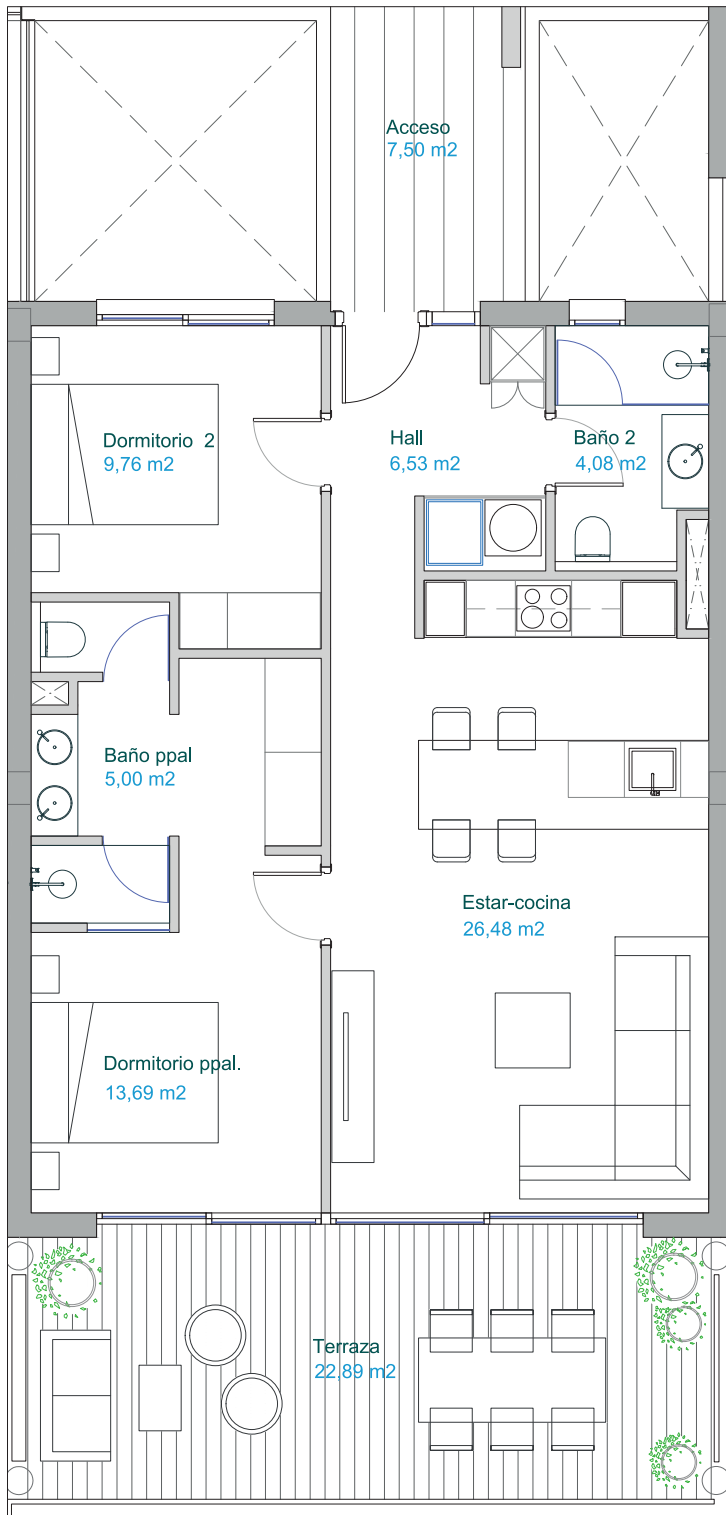 Acceso
7,50 m2
Dormitorio 2
9,76 m2
Hall
6,53 m2
Baño 2
4,08 m2
Baño ppal
5,00 m2
Estar-cocina
26,48 m2
Dormitorio ppal.
13,69 m2
Terraza
22,89 m2